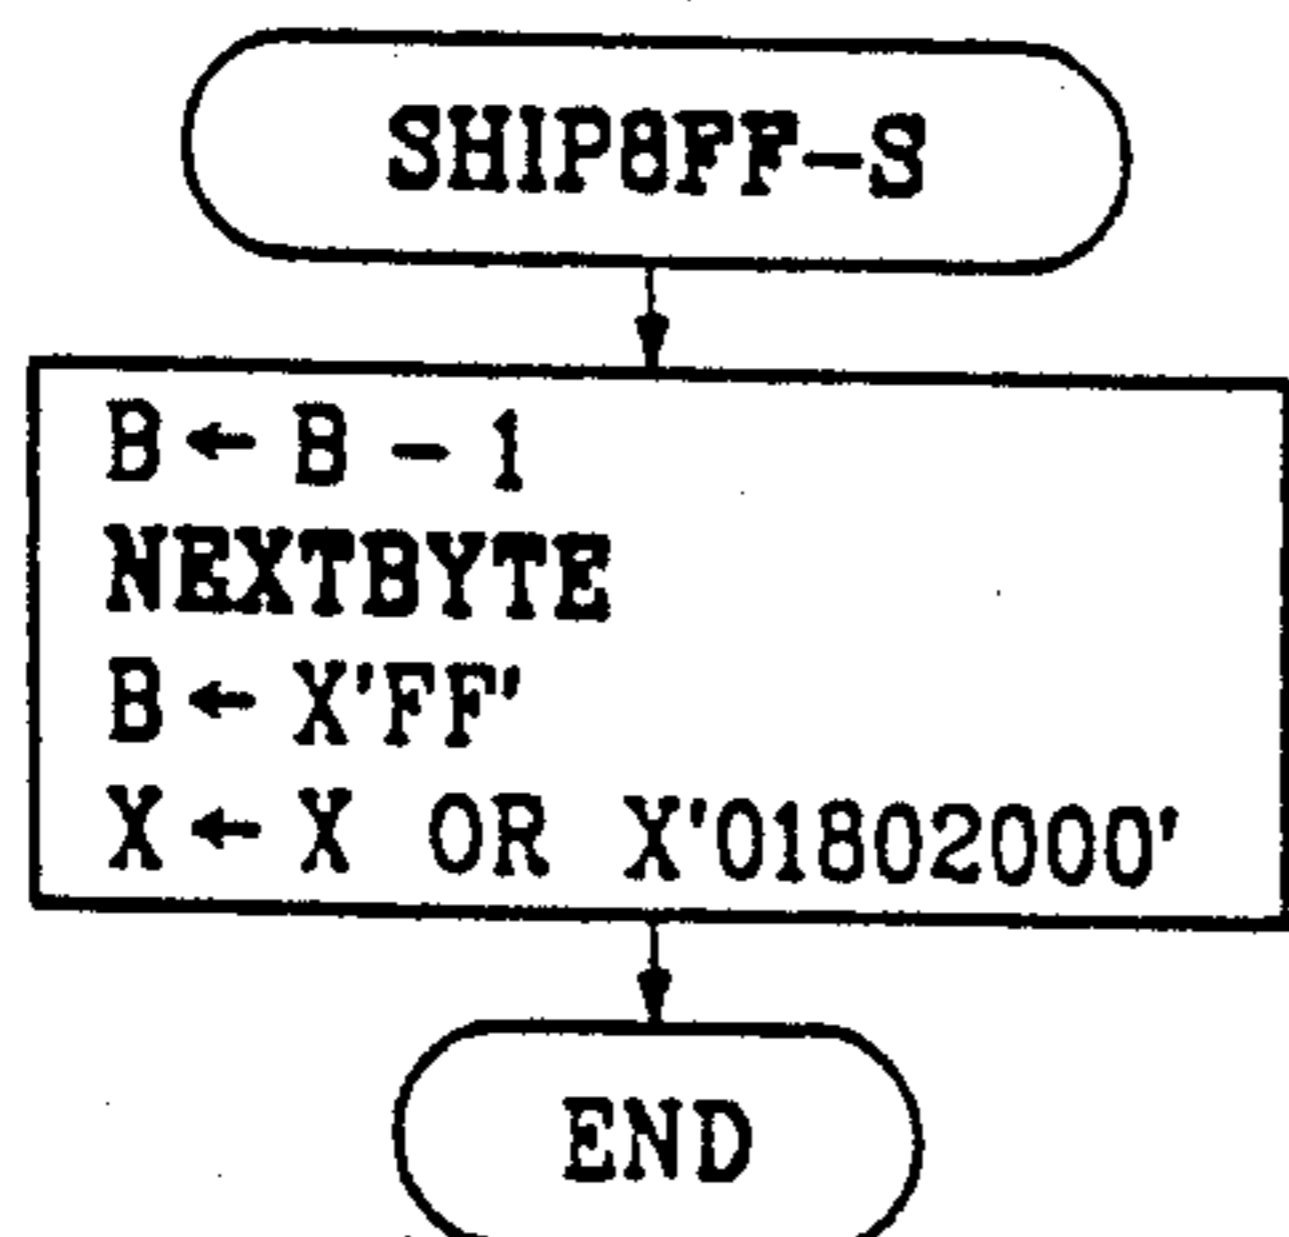 SHIP8FF-S
B ← B - 1
NEXTBYTE
B ← X'FF'
X ← X OR X'01802000'
END